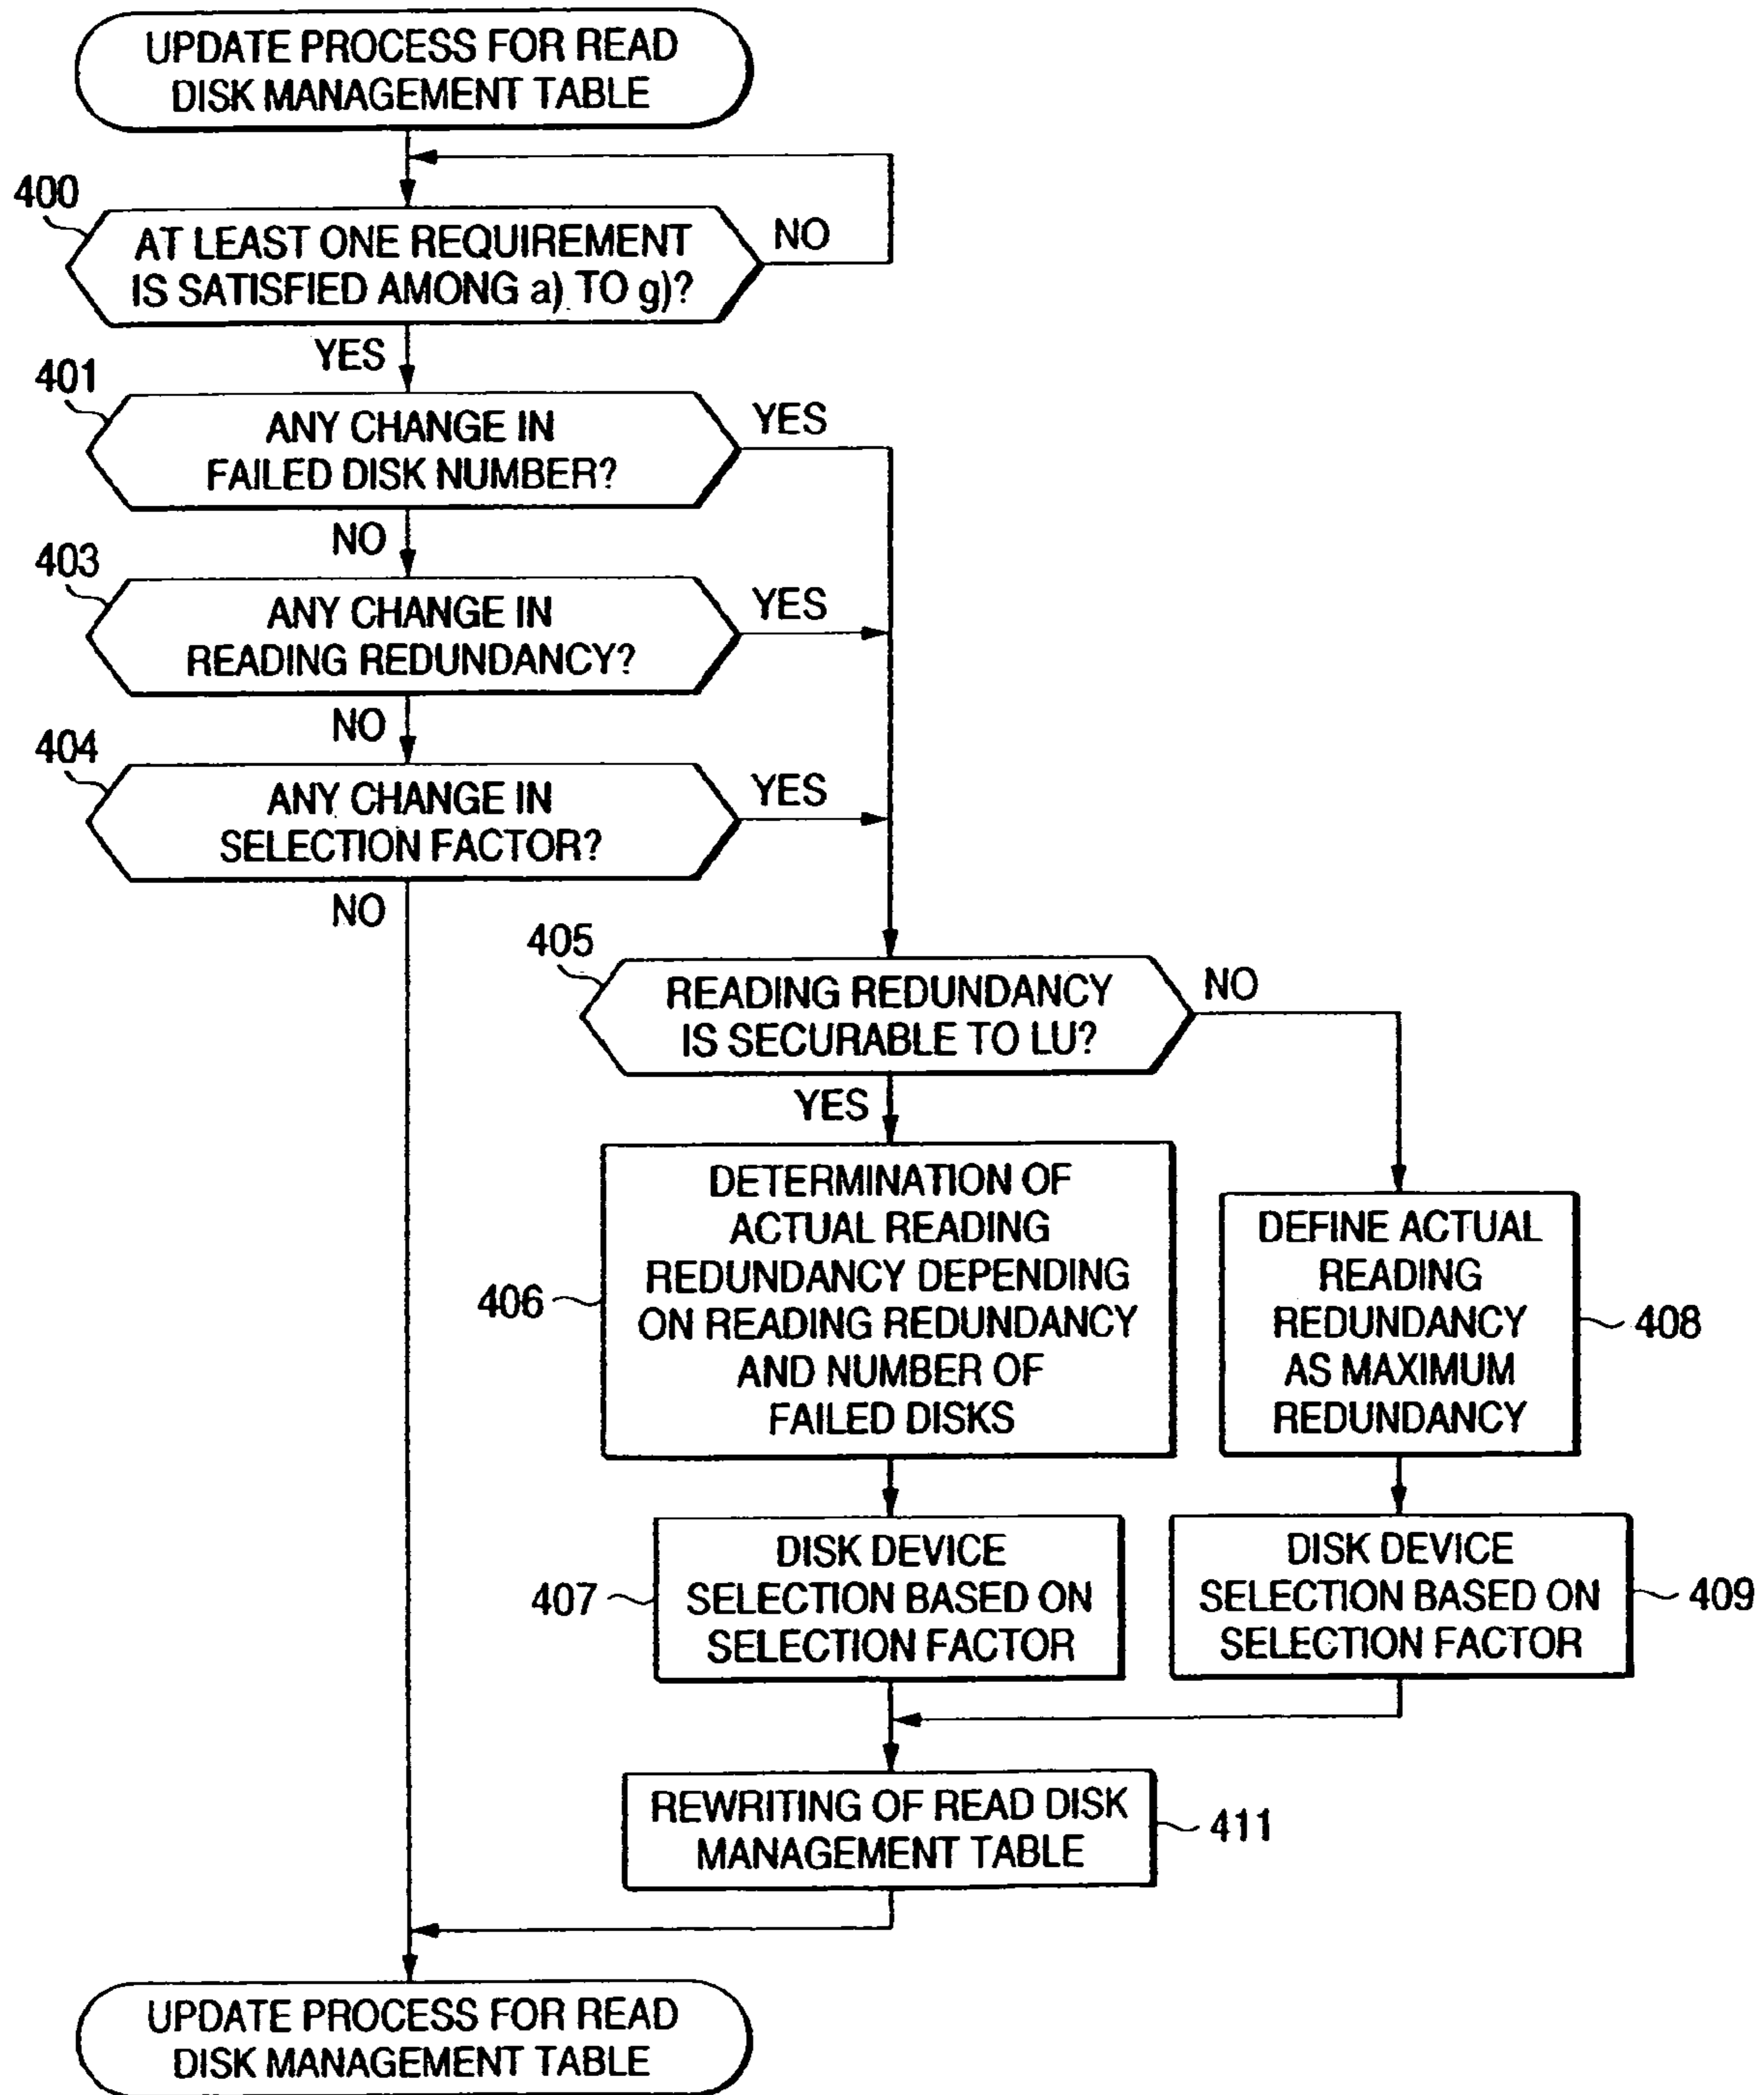 UPDATE PROCESS FOR READ
DISK MANAGEMENT TABLE
400
AT LEAST ONE REQUIREMENT
IS SATISFIED AMONG a) TO g)?
NO
YES
401
ANY CHANGE IN
FAILED DISK NUMBER?
YES
NO
403
ANY CHANGE IN
READING REDUNDANCY?
YES
NO
404
ANY CHANGE IN
SELECTION FACTOR?
YES
NO
405
READING REDUNDANCY
IS SECURABLE TO LU?
NO
YES
406
DETERMINATION OF
ACTUAL READING
REDUNDANCY DEPENDING
ON READING REDUNDANCY
AND NUMBER OF
FAILED DISKS
DEFINE ACTUAL
READING
REDUNDANCY
AS MAXIMUM
REDUNDANCY
408
407
DISK DEVICE
SELECTION BASED ON
SELECTION FACTOR
DISK DEVICE
SELECTION BASED ON
SELECTION FACTOR
409
REWRITING OF READ DISK
MANAGEMENT TABLE
411
UPDATE PROCESS FOR READ
DISK MANAGEMENT TABLE